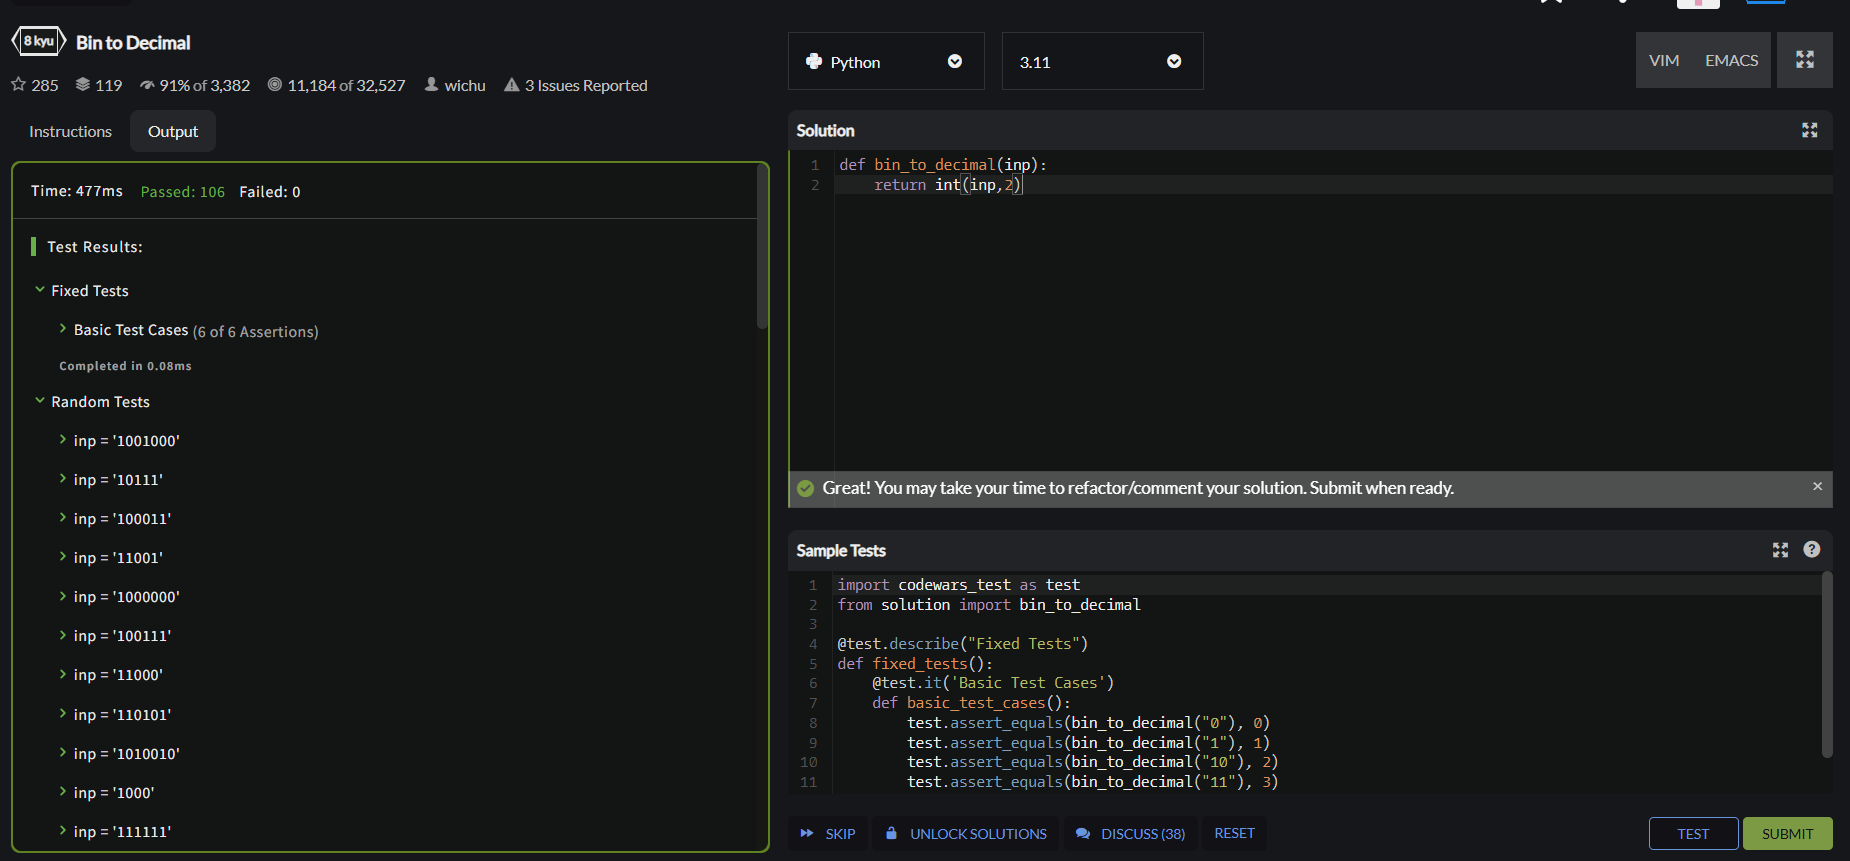 8 kyu Bin to Decimal
285 119 91% of 3,382 11,184 of 32,527 wichu 3 Issues Reported
Instructions Output
Time: 477ms Passed: 106 Failed: 0
Test Results:
Fixed Tests
Basic Test Cases (6 of 6 Assertions)
Completed in 0.08ms
Random Tests
inp = '1001000'
inp = '10111'
inp = '100011'
inp = '11001'
inp = '1000000'
inp = '100111'
inp = '11000'
inp = '110101'
inp = '1010010'
inp = '1000'
inp = '111111'
Python 3.11 VIM EMACS
Solution
1 def bin_to_decimal(inp):
2     return int(inp,2)
Great! You may take your time to refactor/comment your solution. Submit when ready. ×
Sample Tests ?
1 import codewars_test as test
2 from solution import bin_to_decimal
3
4 @test.describe("Fixed Tests")
5 def fixed_tests():
6     @test.it('Basic Test Cases')
7     def basic_test_cases():
8         test.assert_equals(bin_to_decimal("0"), 0)
9         test.assert_equals(bin_to_decimal("1"), 1)
10         test.assert_equals(bin_to_decimal("10"), 2)
11         test.assert_equals(bin_to_decimal("11"), 3)
SKIP UNLOCK SOLUTIONS DISCUSS (38) RESET TEST SUBMIT